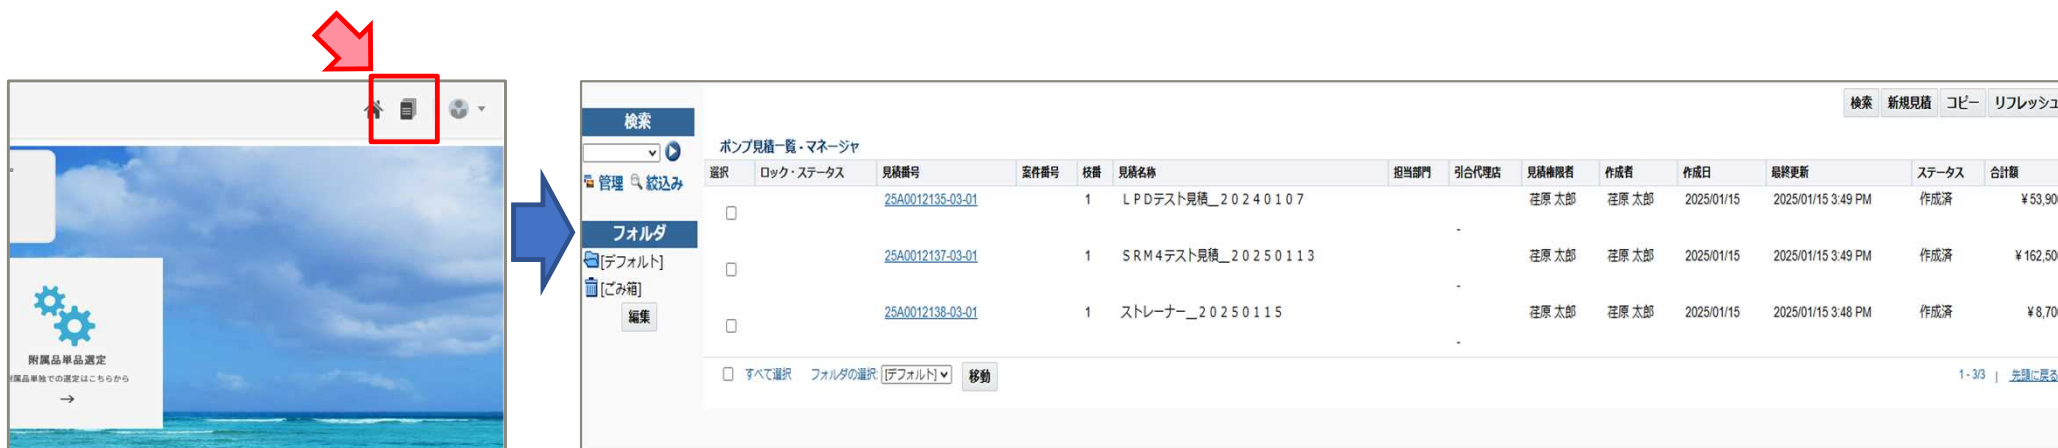 附属品単品選定
属品単独での選定はこちらから
→
検索
管理 絞込み
フォルダ
[デフォルト]
[ごみ箱]
編集
検索 新規見積 コピー リフレッシュ
ポンプ見積一覧 - マネージャ
選択 ロック・ステータス 見積番号 案件番号 枝番 見積名称 担当部門 引合代理店 見積権限者 作成者 作成日 最終更新 ステータス 合計額
25A0012135-03-01 1 ＬＰＤテスト見積＿２０２４０１０７ 荏原 太郎 荏原 太郎 2025/01/15 2025/01/15 3:49 PM 作成済 ¥53,900
-
25A0012137-03-01 1 ＳＲＭ４テスト見積＿２０２５０１１３ 荏原 太郎 荏原 太郎 2025/01/15 2025/01/15 3:49 PM 作成済 ¥162,500
-
25A0012138-03-01 1 ストレーナー＿２０２５０１１５ 荏原 太郎 荏原 太郎 2025/01/15 2025/01/15 3:48 PM 作成済 ¥8,700
-
すべて選択 フォルダの選択: [デフォルト] 移動
1 - 3/3 | 先頭に戻る